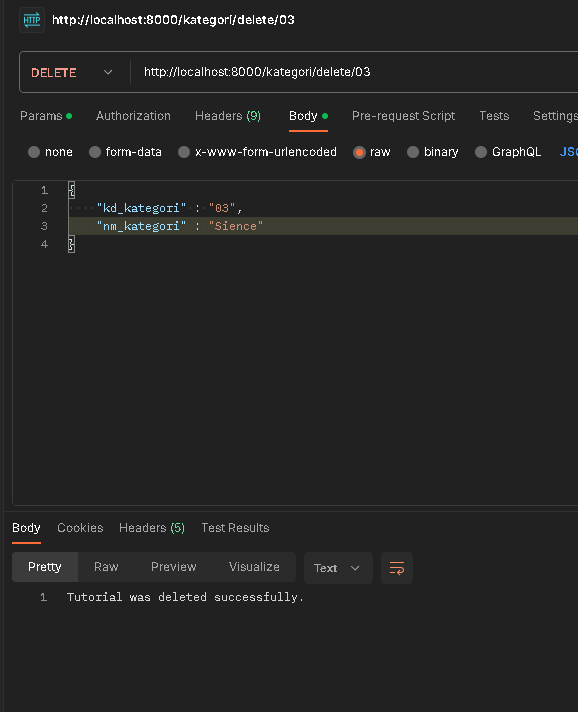 HTTP http://localhost:8000/kategori/delete/03
DELETE http://localhost:8000/kategori/delete/03
Params Authorization Headers (9) Body Pre-request Script Tests Settings
none form-data x-www-form-urlencoded raw binary GraphQL JSO
1 {
2 "kd_kategori" : "03",
3 "nm_kategori" : "Sience"
4 }
Body Cookies Headers (5) Test Results
Pretty Raw Preview Visualize Text
1 Tutorial was deleted successfully.